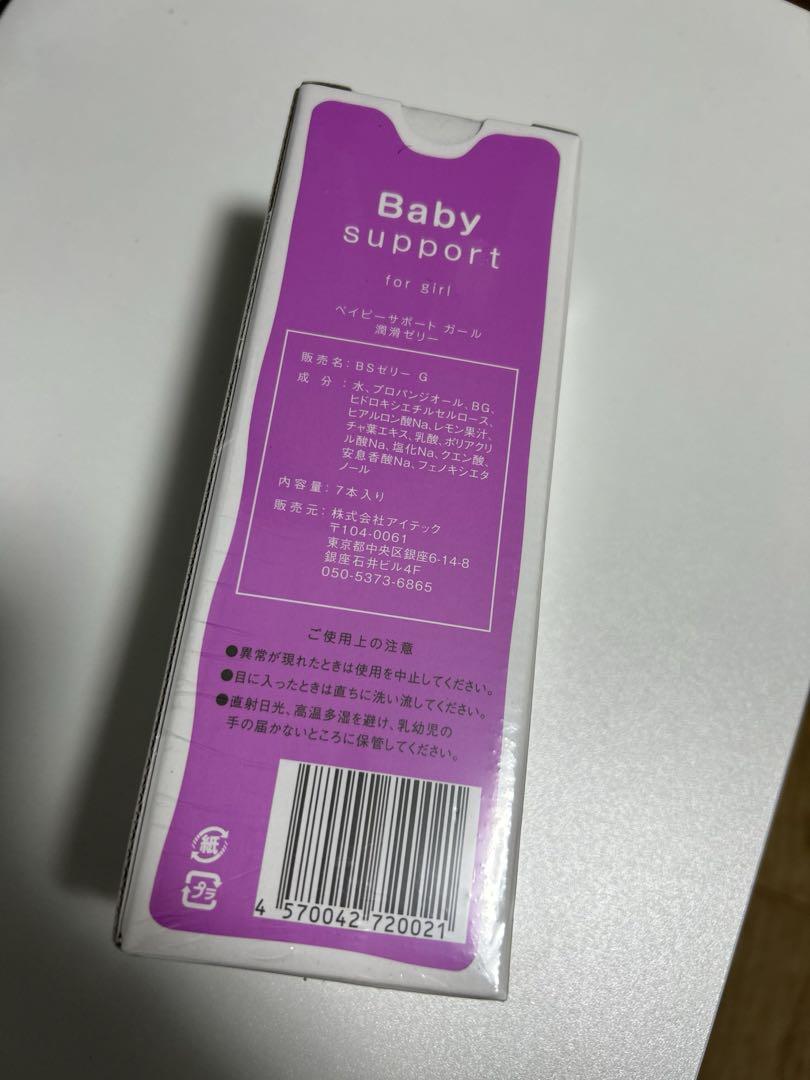 Baby
support
for girl
ベイビーサポート ガール
潤滑ゼリー
販売名：BSゼリー G
成 分：水、プロパンジオール、BG、
ヒドロキシエチルセルロース、
ヒアルロン酸Na、レモン果汁、
チャ葉エキス、乳酸、ポリアクリ
ル酸Na、塩化Na、クエン酸、
安息香酸Na、フェノキシエタ
ノール
内容量：7本入り
販売元：株式会社アイテック
〒104-0061
東京都中央区銀座6-14-8
銀座石井ビル4F
050-5373-6865
ご使用上の注意
●異常が現れたときは使用を中止してください。
●目に入ったときは直ちに洗い流してください。
●直射日光、高温多湿を避け、乳幼児の
手の届かないところに保管してください。
紙
プラ
4 570042 720021